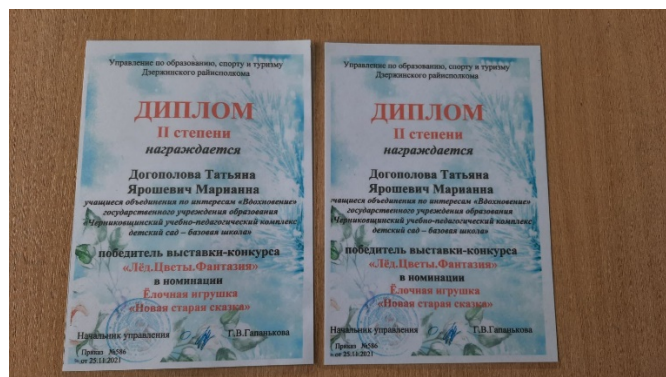 Управление по образованию, спорту и туризму
Дзержинского райисполкома
ДИПЛОМ
II степени
награждается
Догополова Татьяна
Ярошевич Марианна
учащиеся объединения по интересам «Вдохновение»
государственного учреждения образования
«Черниковщинский учебно-педагогический комплекс
детский сад – базовая школа»
победитель выставки-конкурса
«Лёд.Цветы.Фантазия»
в номинации
Ёлочная игрушка
«Новая старая сказка»
Начальник управления Г.В.Гапанькова
Приказ №586
от 25.11.2021
Управление по образованию, спорту и туризму
Дзержинского райисполкома
ДИПЛОМ
II степени
награждается
Догополова Татьяна
Ярошевич Марианна
учащиеся объединения по интересам «Вдохновение»
государственного учреждения образования
«Черниковщинский учебно-педагогический комплекс
детский сад – базовая школа»
победитель выставки-конкурса
«Лёд.Цветы.Фантазия»
в номинации
Ёлочная игрушка
«Новая старая сказка»
Начальник управления Г.В.Гапанькова
Приказ №586
от 25.11.2021